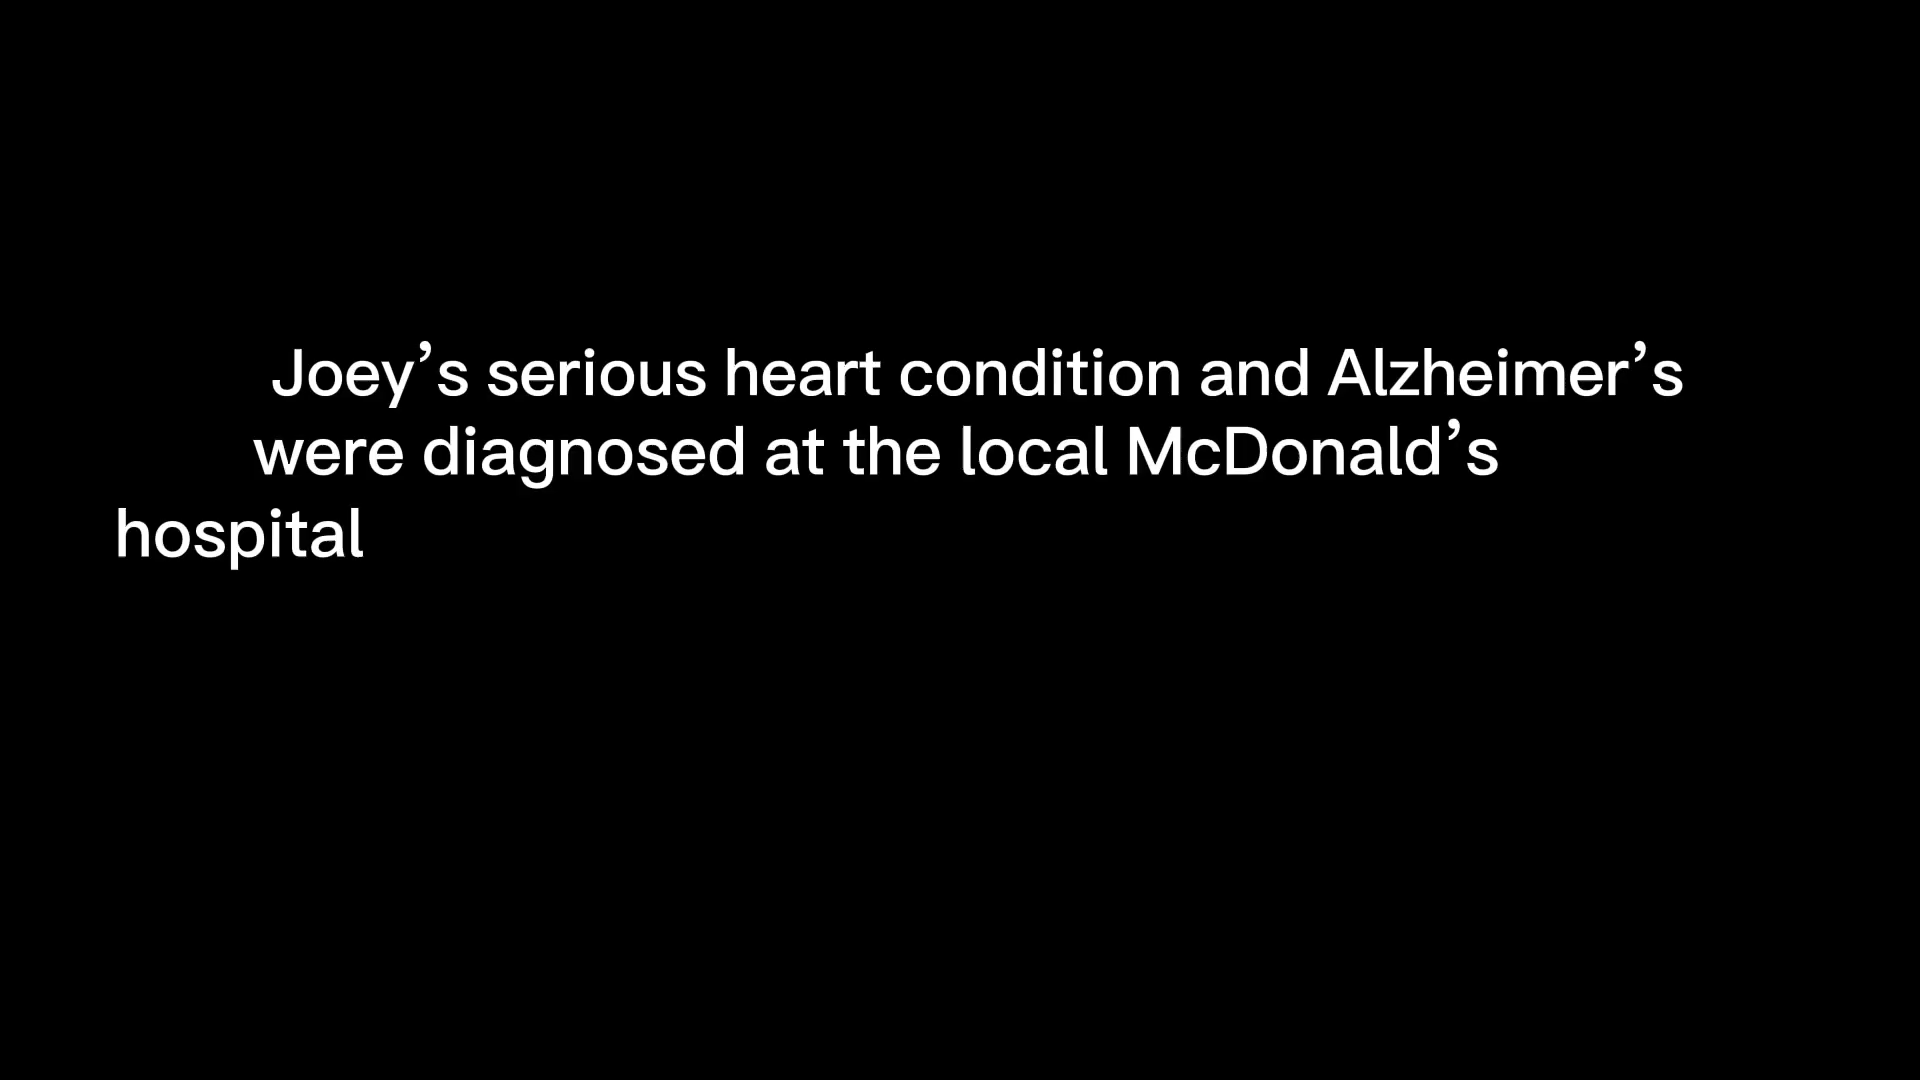 Joey’s serious heart condition and Alzheimer’s
were diagnosed at the local McDonald’s
hospital